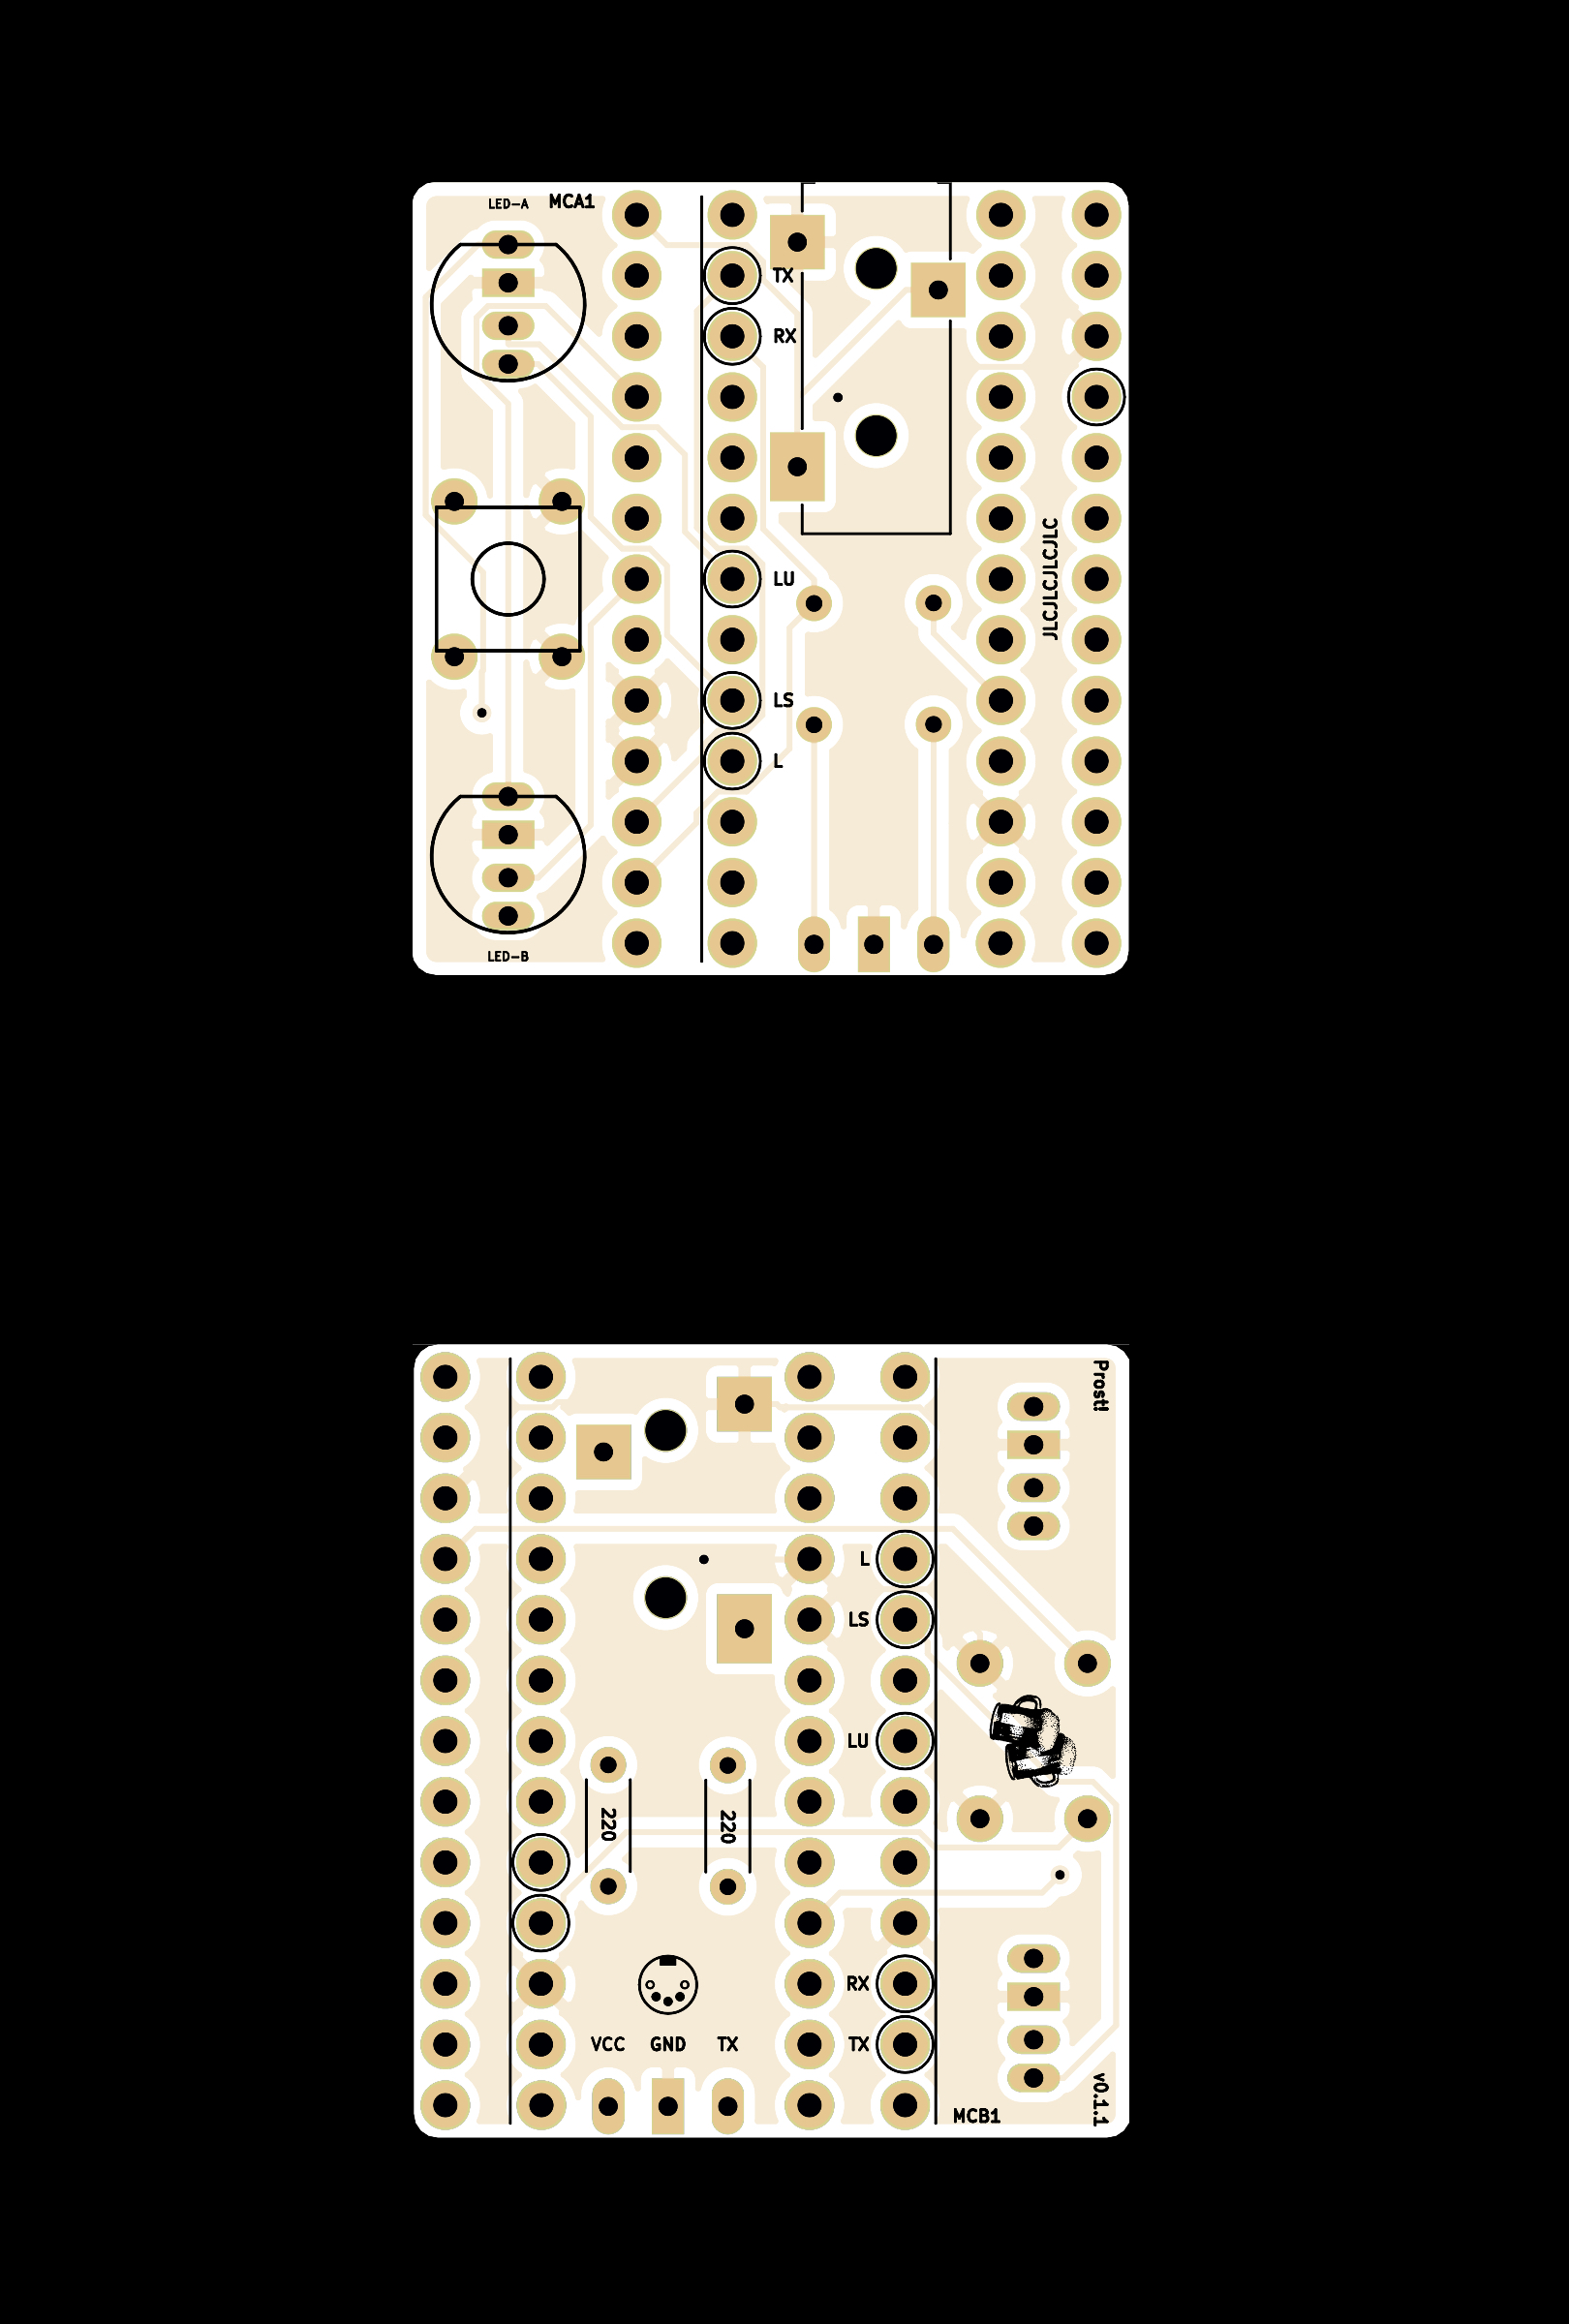 LED-A
MCA1
TX
RX
LU
JLCJLCJLCJLC
LS
L
LED-B
Prost!
L
LS
LU
220
220
RX
VCC GND TX
TX
MCB1
v0.1.1